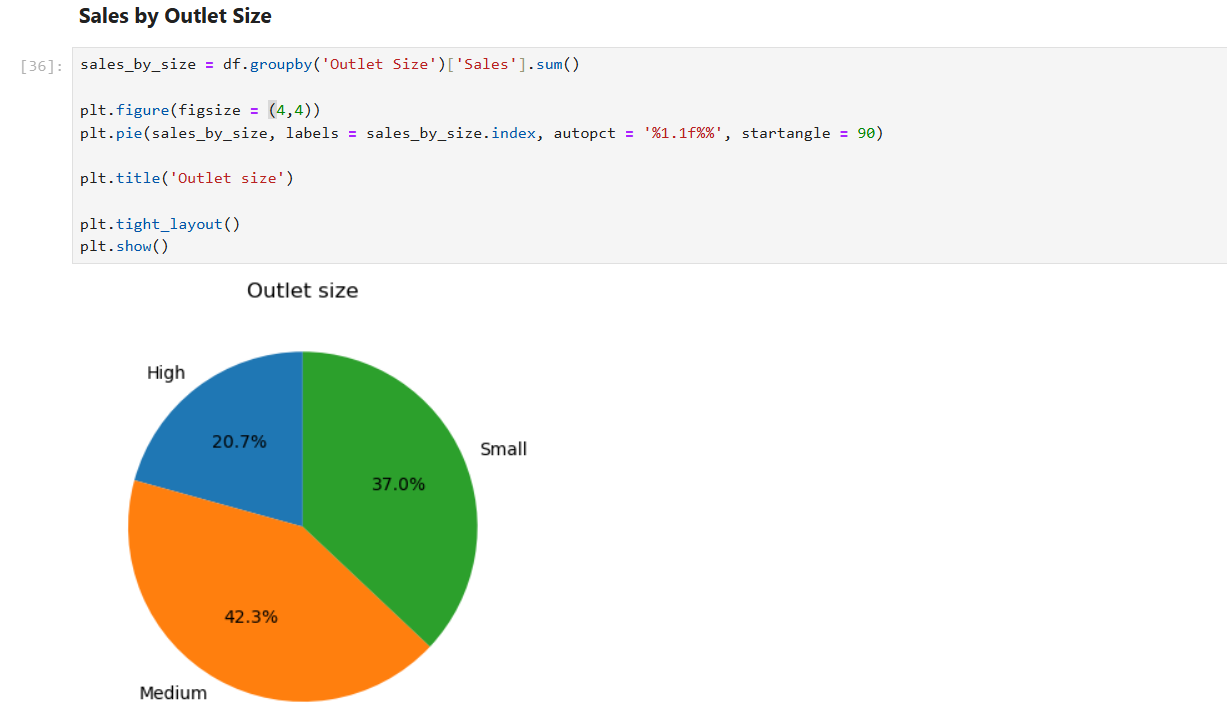 Sales by Outlet Size
[36]:
sales_by_size = df.groupby('Outlet Size')['Sales'].sum()
plt.figure(figsize = (4,4))
plt.pie(sales_by_size, labels = sales_by_size.index, autopct = '%1.1f%%', startangle = 90)
plt.title('Outlet size')
plt.tight_layout()
plt.show()
Outlet size
High
20.7%
Small
37.0%
42.3%
Medium